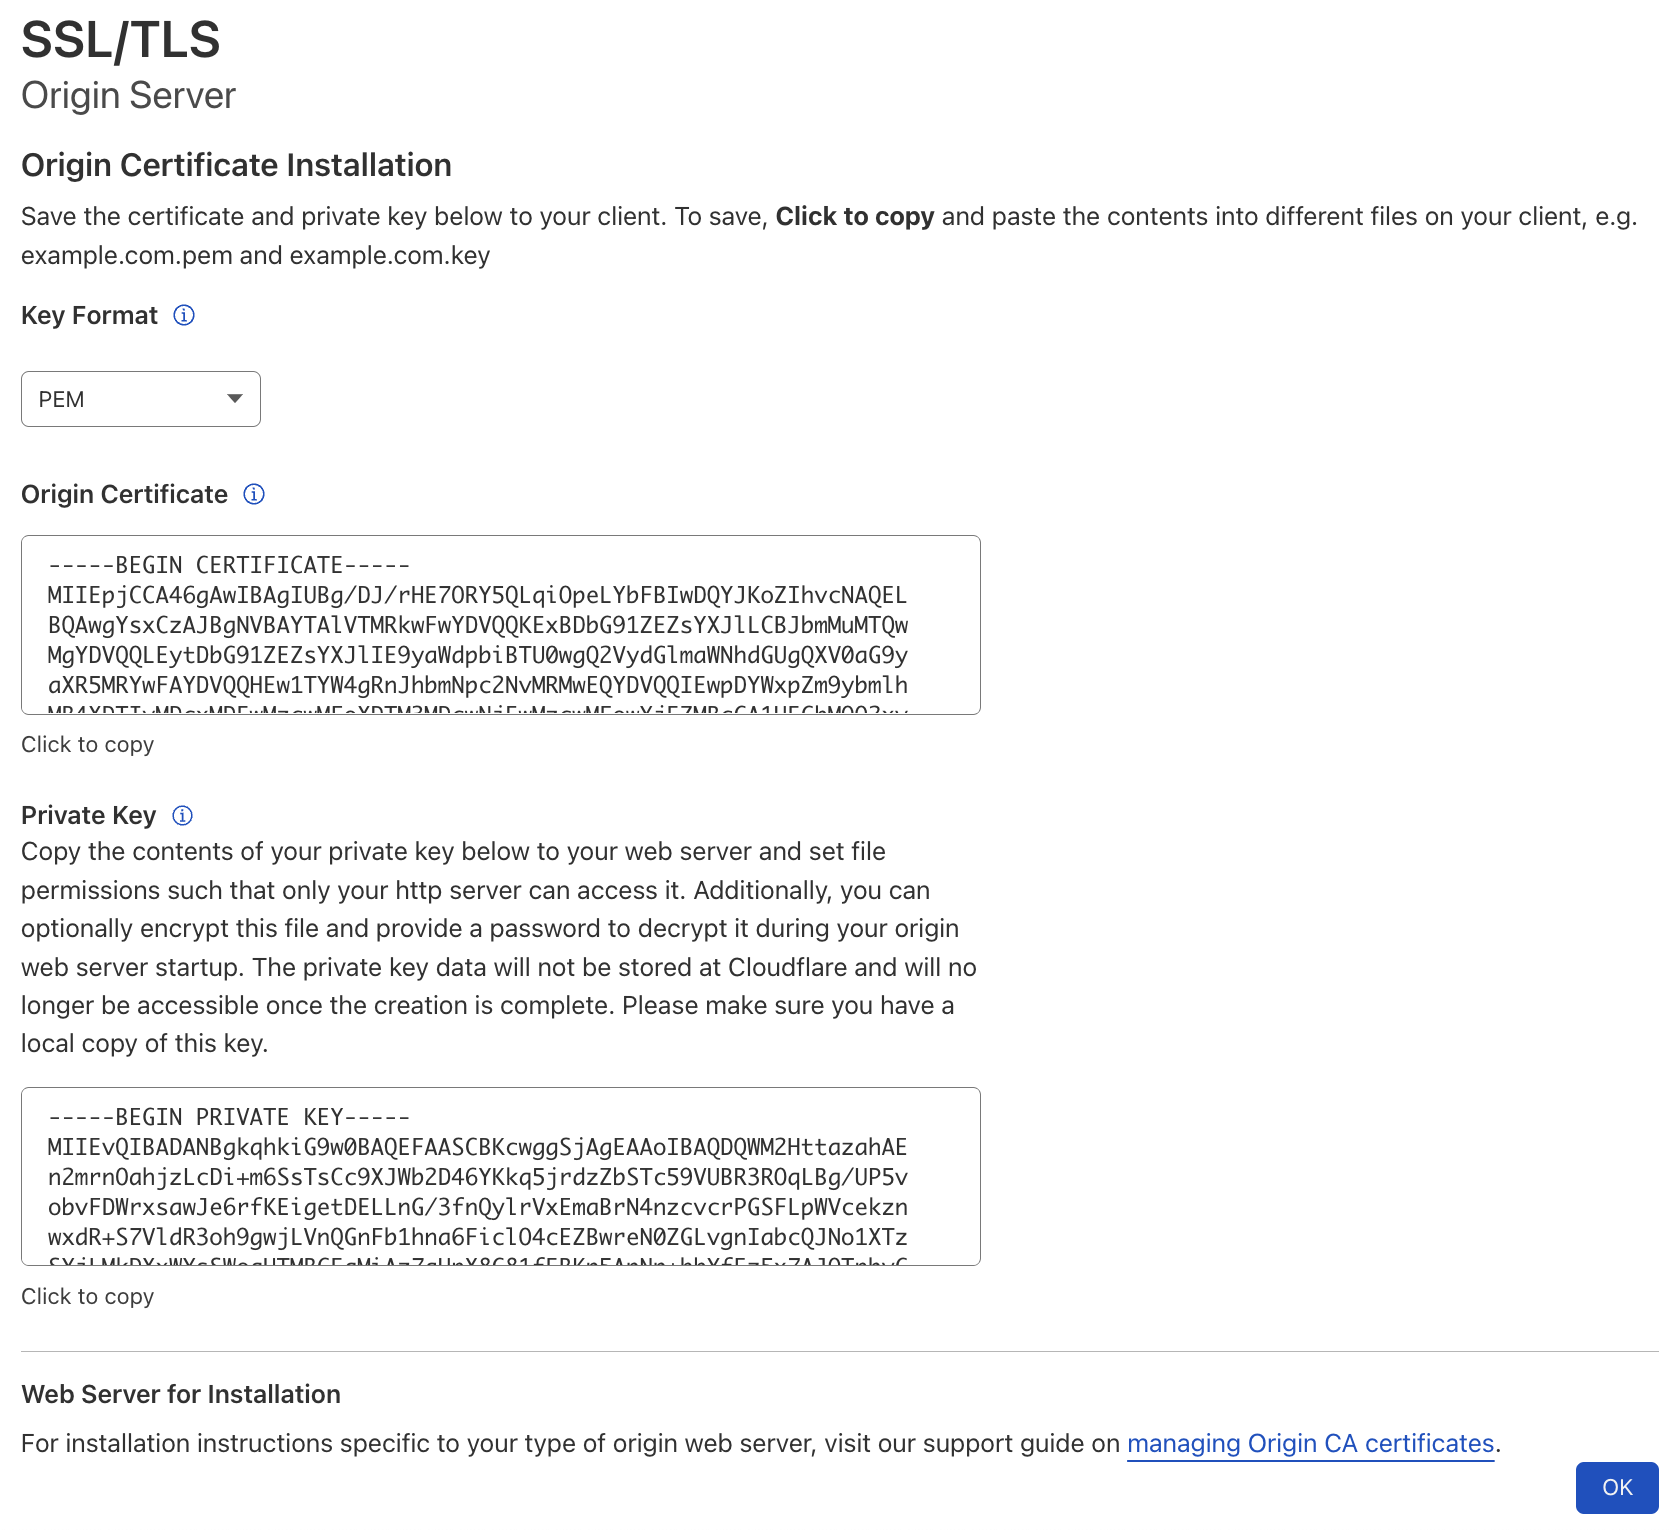 SSL/TLS
Origin Server
Origin Certificate Installation
Save the certificate and private key below to your client. To save, Click to copy and paste the contents into different files on your client, e.g.
example.com.pem and example.com.key
Key Format
PEM
Origin Certificate
-----BEGIN CERTIFICATE-----
MIIEpjCCA46gAwIBAgIUBg/DJ/rHE7ORY5QLqiOpeLYbFBIwDQYJKoZIhvcNAQEL
BQAwgYsxCzAJBgNVBAYTAlVTMRkwFwYDVQQKExBDbG91ZEZsYXJlLCBJbmMuMTQw
MgYDVQQLEytDbG91ZEZsYXJlIE9yaWdpbiBTU0wgQ2VydGlmaWNhdGUgQXV0aG9y
aXR5MRYwFAYDVQQHEw1TYW4gRnJhbmNpc2NvMRMwEQYDVQQIEwpDYWxpZm9ybmlh
Click to copy
Private Key
Copy the contents of your private key below to your web server and set file
permissions such that only your http server can access it. Additionally, you can
optionally encrypt this file and provide a password to decrypt it during your origin
web server startup. The private key data will not be stored at Cloudflare and will no
longer be accessible once the creation is complete. Please make sure you have a
local copy of this key.
-----BEGIN PRIVATE KEY-----
MIIEvQIBADANBgkqhkiG9w0BAQEFAASCBKcwggSjAgEAAoIBAQDQWM2HttazahAE
n2mrnOahjzLcDi+m6SsTsCc9XJWb2D46YKkq5jrdzZbSTc59VUBR3ROqLBg/UP5v
obvFDWrxsawJe6rfKEigetDELLnG/3fnQylrVxEmaBrN4nzcvcrPGSFLpWVcekzn
wxdR+S7VldR3oh9gwjLVnQGnFb1hna6FiclO4cEZBwreN0ZGLvgnIabcQJNo1XTz
Click to copy
Web Server for Installation
For installation instructions specific to your type of origin web server, visit our support guide on managing Origin CA certificates.
OK